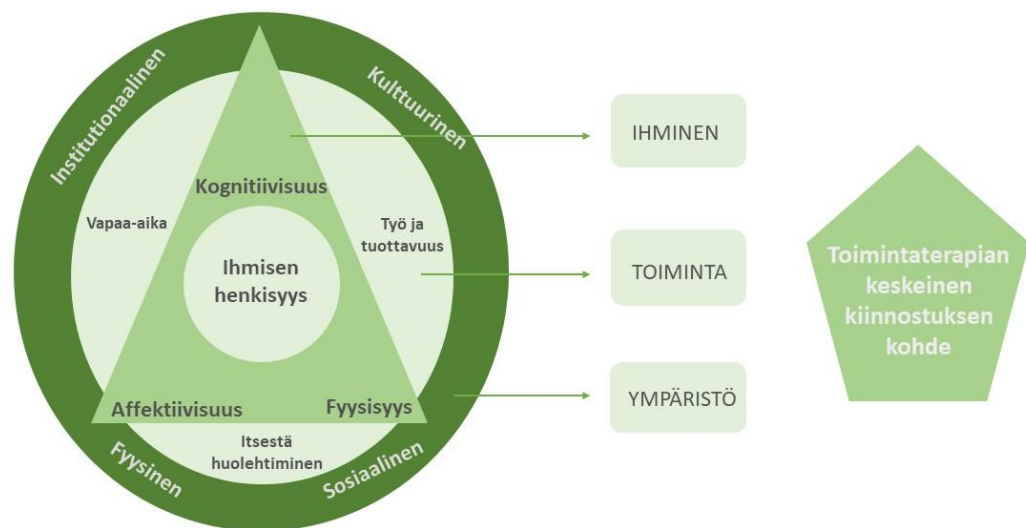 Institutionaalinen
Kulttuurinen
Kognitiivisuus
Vapaa-aika
Työ ja
tuottavuus
Ihmisen
henkisyys
Affektiivisuus
Fyysisyys
Itsestä
huolehtiminen
Fyysinen
Sosiaalinen
IHMINEN
TOIMINTA
YMPÄRISTÖ
Toimintaterapian
keskeinen
kiinnostuksen
kohde